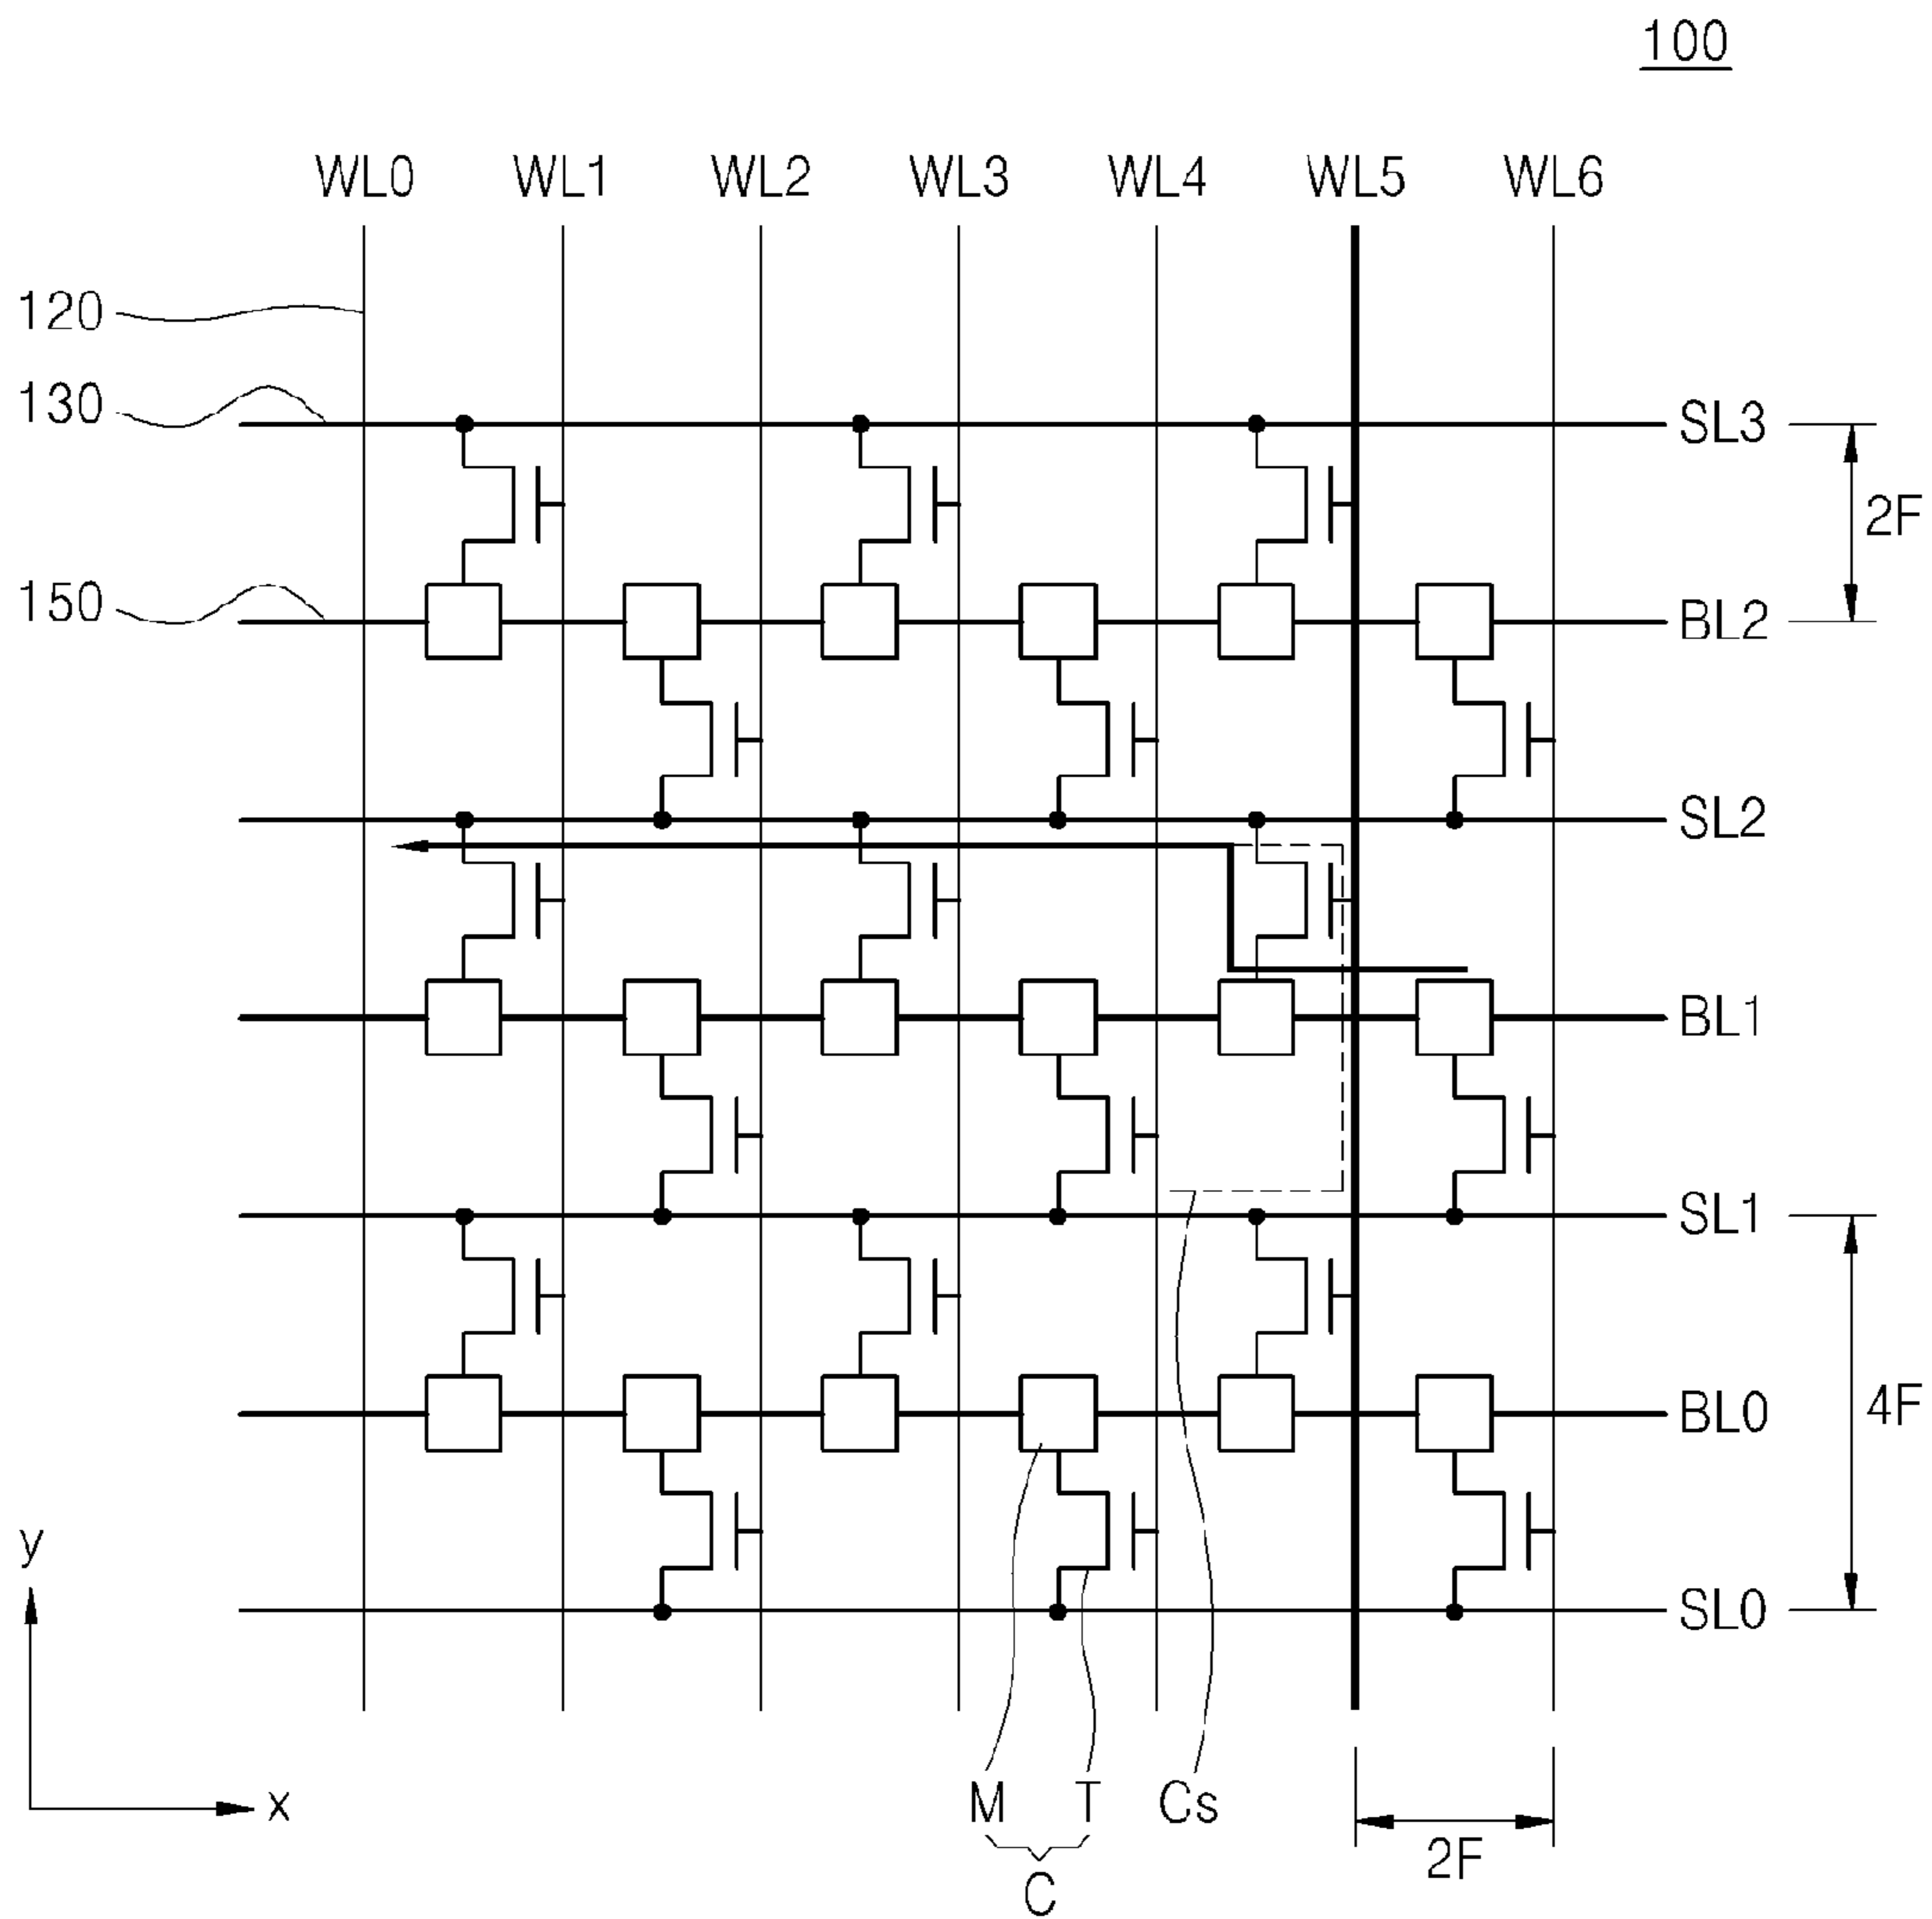 100
WL0 WL1 WL2 WL3 WL4 WL5 WL6
120
130
SL3
2F
150
BL2
SL2
BL1
SL1
BL0
4F
y
SL0
x
M T Cs
2F
C